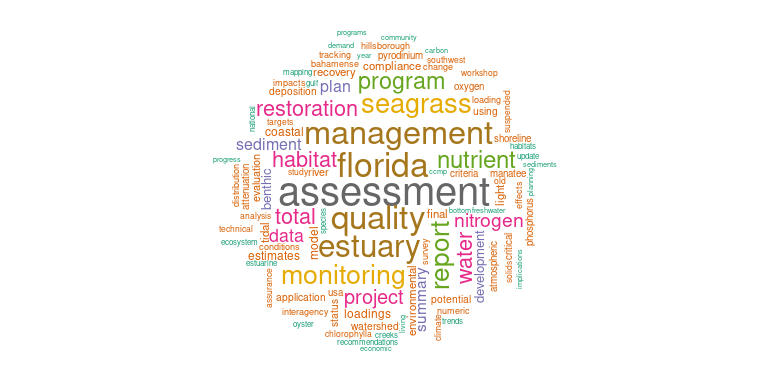 programs
community
demand
hillsborough
tracking
year
pyrodinium
carbon
bahamense
compliance
southwest
change
mapping
recovery
workshop
impacts
gulf
plan
program
oxygen
deposition
restoration
seagrass
loading
using
suspended
national
targets
coastal
management
shoreline
sediment
habitat
florida
nutrient
habitats
update
progress
study
river
ccmp
criteria
manatee
sediments
planning
distribution
attenuation
evaluation
benthic
assessment
light
old
effects
analysis
total
species
quality
final
bottom
freshwater
nitrogen
phosphorus
technical
tidal
data
model
estuary
survey
report
water
development
atmospheric
solids
critical
implications
ecosystem
conditions
estimates
estuarine
assurance
monitoring
environmental
summary
application
usa
project
potential
interagency
status
loadings
numeric
oyster
watershed
living
climate
trends
chlorophylla
creeks
recommendations
economic